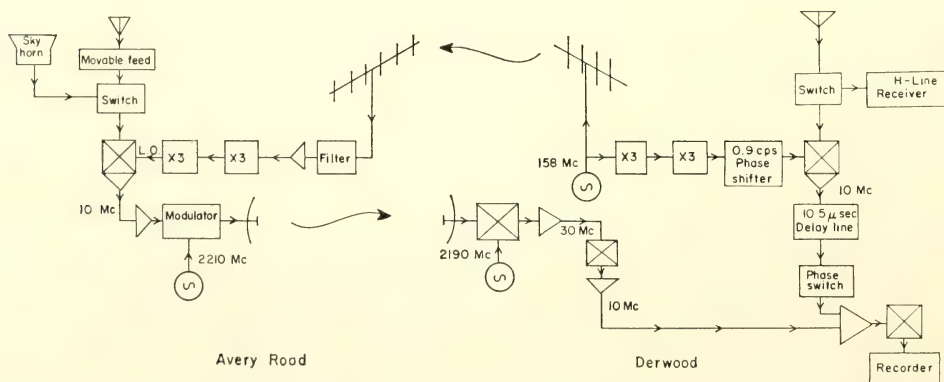 Sky
horn
Movable feed
Switch
L.O.
X3
X3
Filter
10 Mc
Modulator
2210 Mc
S
158 Mc
S
X3
X3
0.9 cps
Phase
shifter
Switch
H-Line
Receiver
10 Mc
10 5 μ sec
Delay line
Phase
switch
2190 Mc
S
30 Mc
10 Mc
Recorder
Avery Road
Derwood